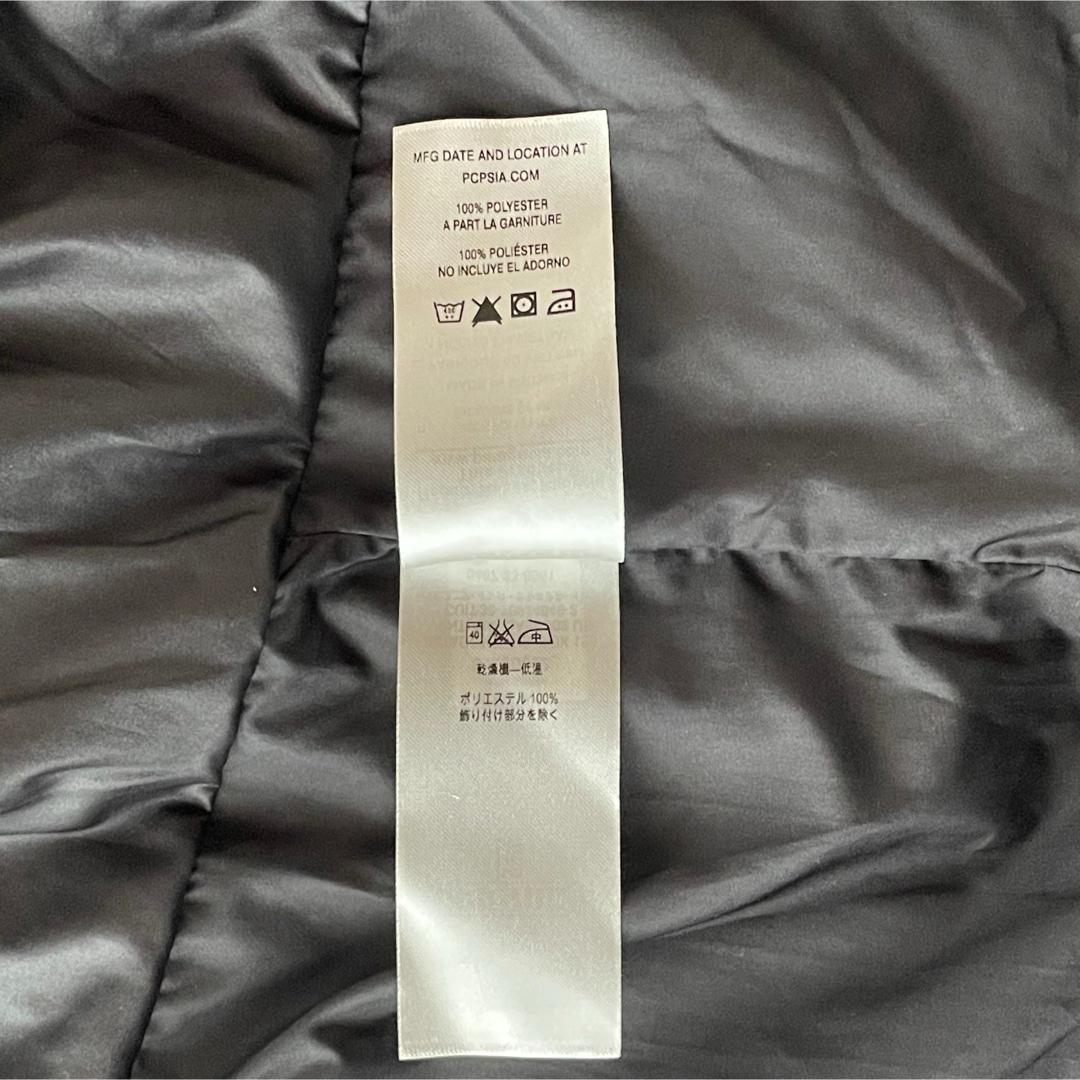 MFG DATE AND LOCATION AT
PCPSIA.COM
100% POLYESTER
A PART LA GARNITURE
100% POLIÉSTER
NO INCLUYE EL ADORNO
40
中
乾燥機—低温
ポリエステル 100%
飾り付け部分を除く